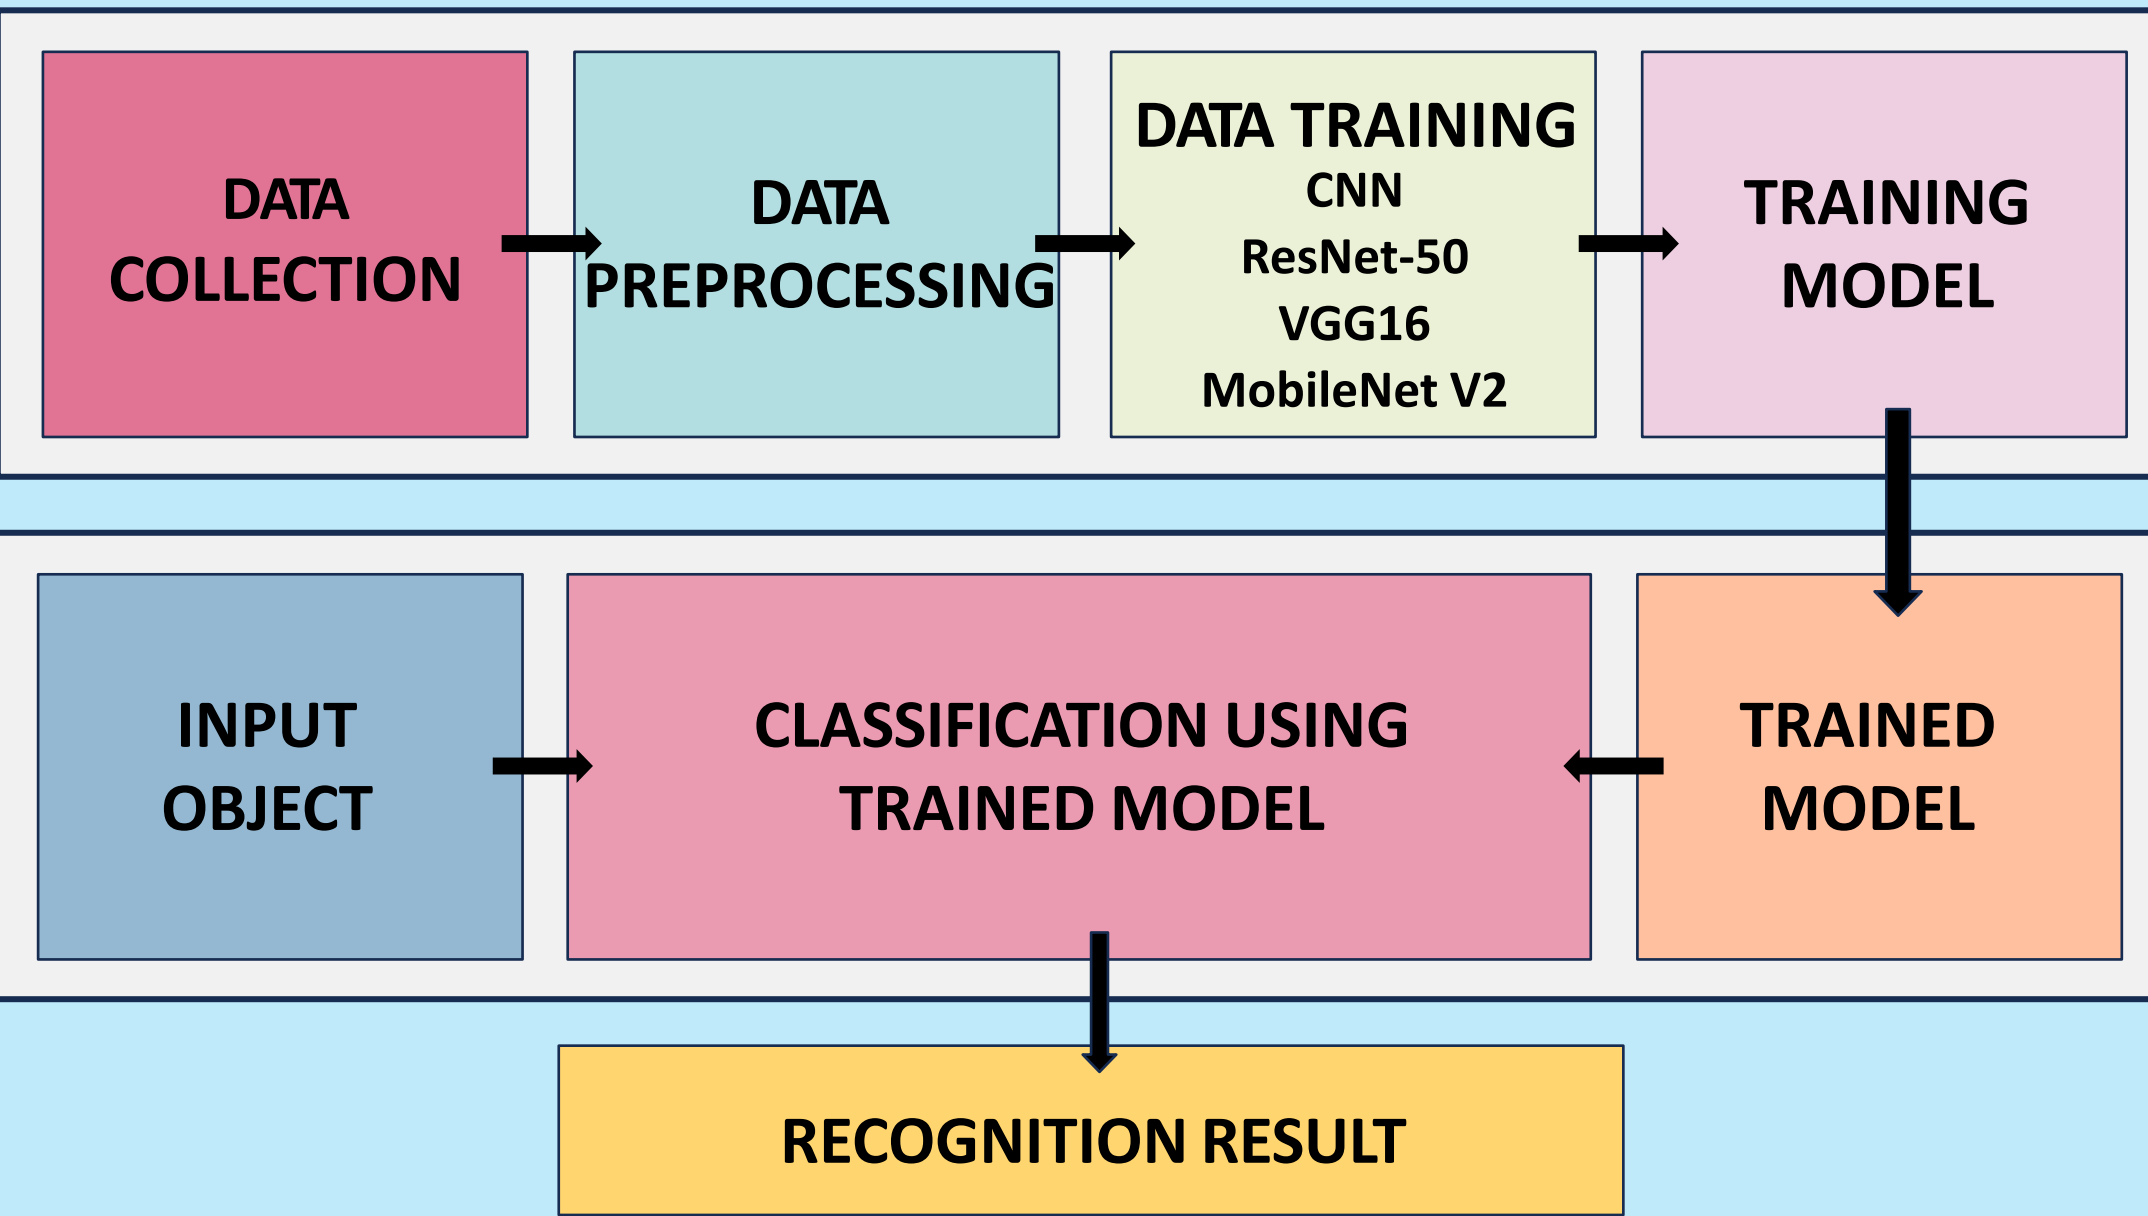 DATA
COLLECTION
DATA
PREPROCESSING
DATA TRAINING
CNN
ResNet-50
VGG16
MobileNet V2
TRAINING
MODEL
INPUT
OBJECT
CLASSIFICATION USING
TRAINED MODEL
TRAINED
MODEL
RECOGNITION RESULT